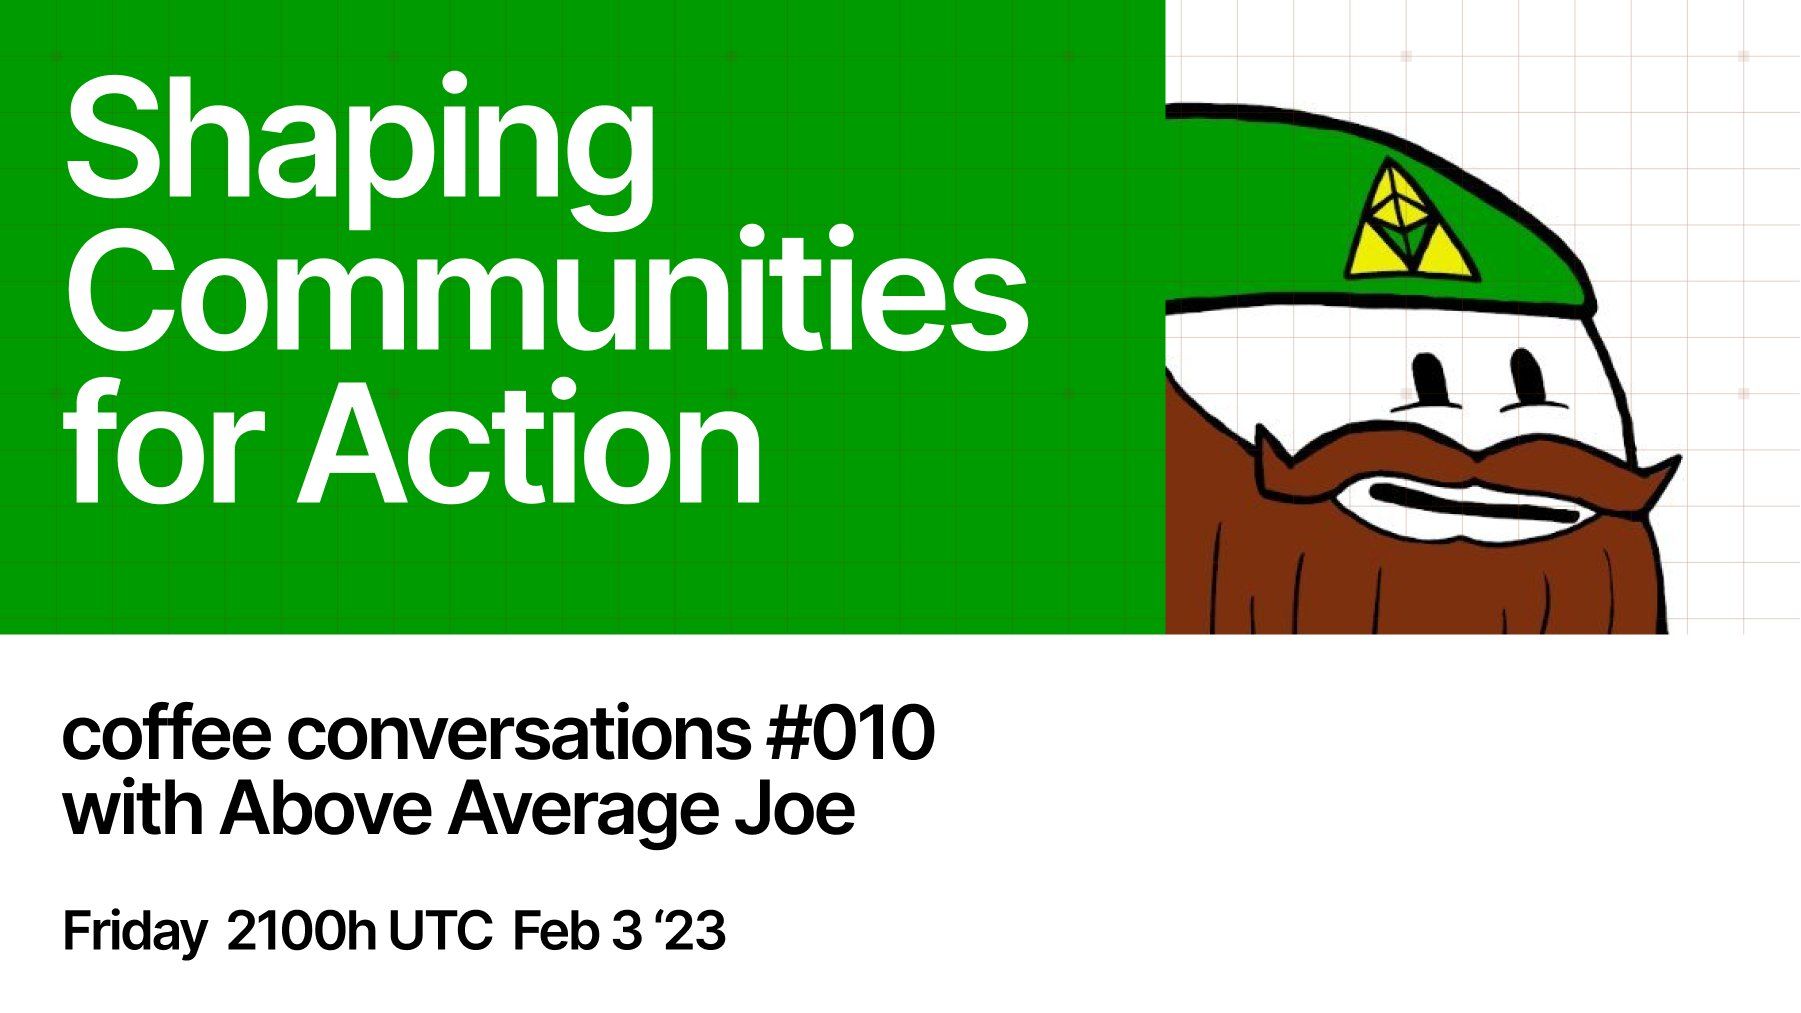 Shaping
Communities
for Action
coffee conversations #010
with Above Average Joe
Friday 2100h UTC Feb 3 ‘23